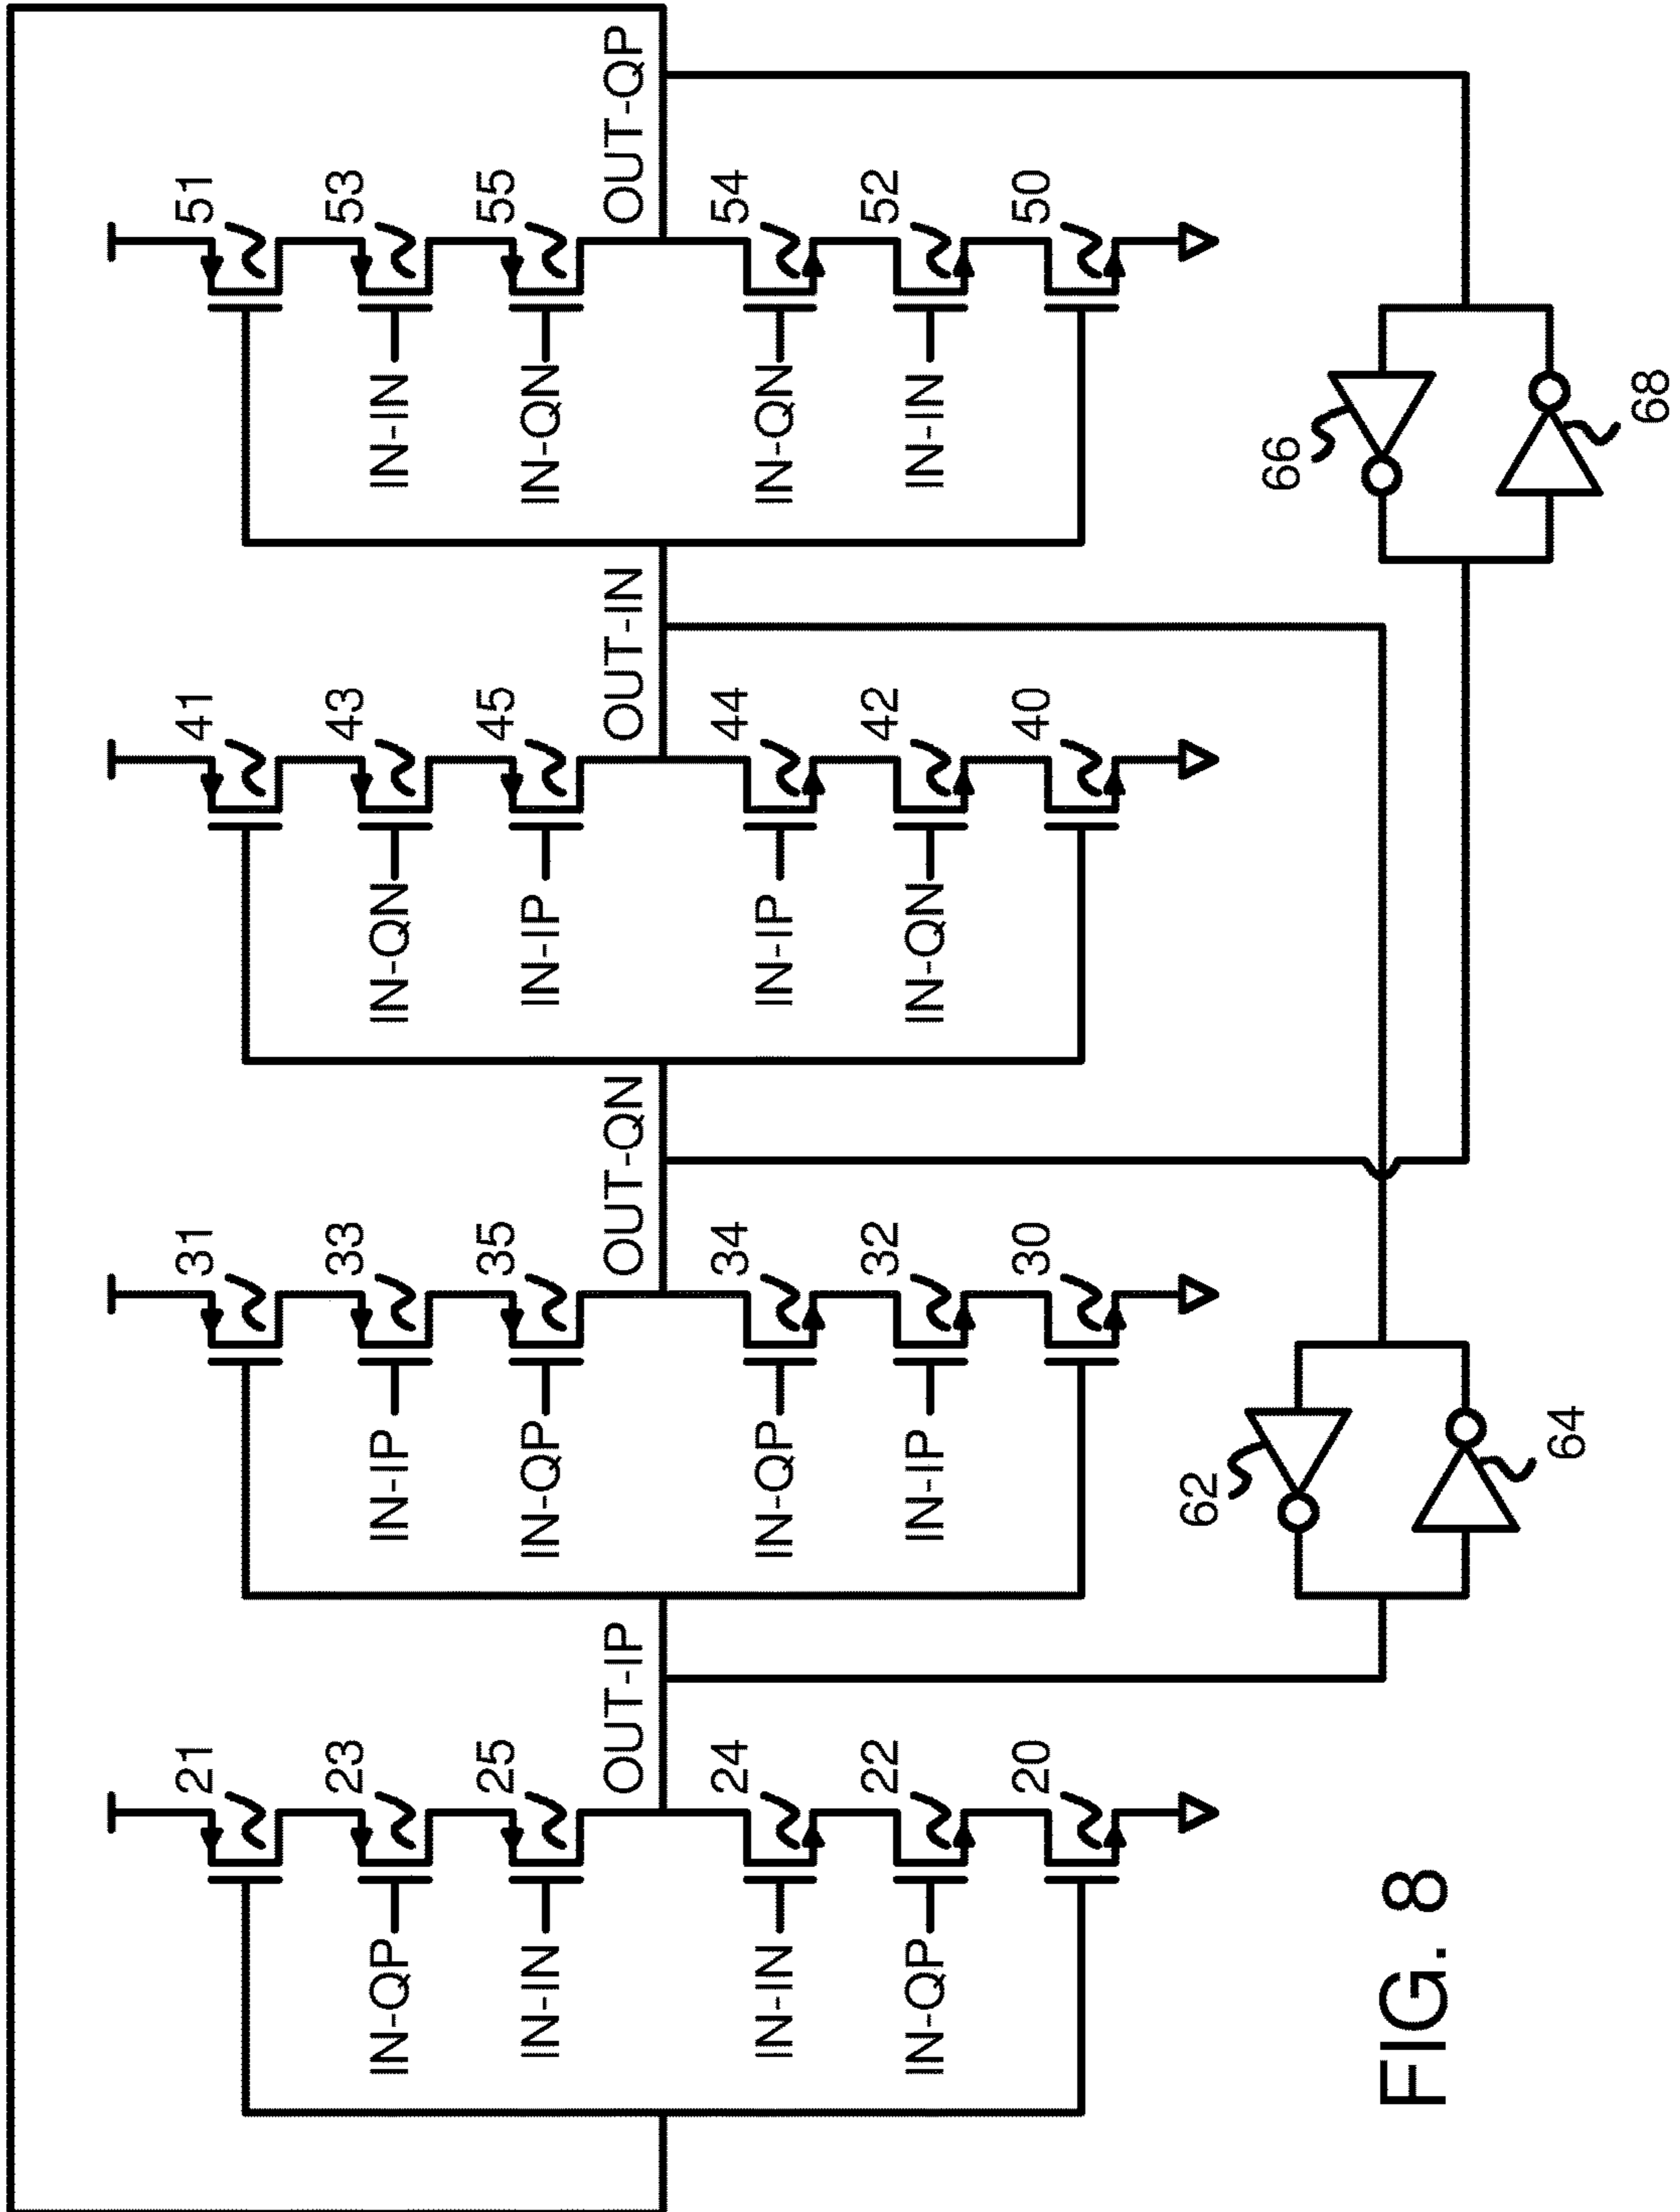 21
31
41
51
23
33
43
53
IN-QP
IN-IP
IN-QN
IN-IN
25
35
45
55
IN-IN
IN-QP
IN-IP
IN-QN
OUT-IP
OUT-QN
OUT-IN
OUT-QP
24
34
44
54
IN-IN
IN-QP
IN-IP
IN-QN
22
32
42
52
IN-QP
IN-IP
IN-QN
IN-IN
20
30
40
50
62
66
64
68
FIG. 8